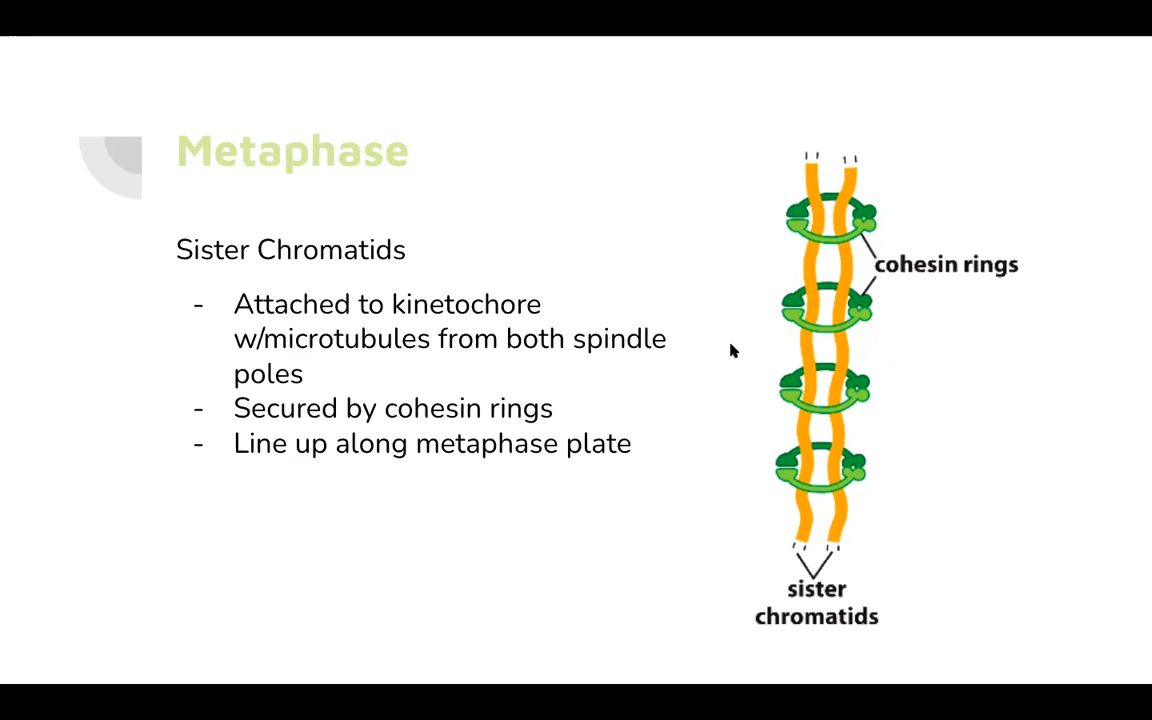 Metaphase
Sister Chromatids
- Attached to kinetochore
w/microtubules from both spindle
poles
- Secured by cohesin rings
- Line up along metaphase plate
cohesin rings
sister
chromatids